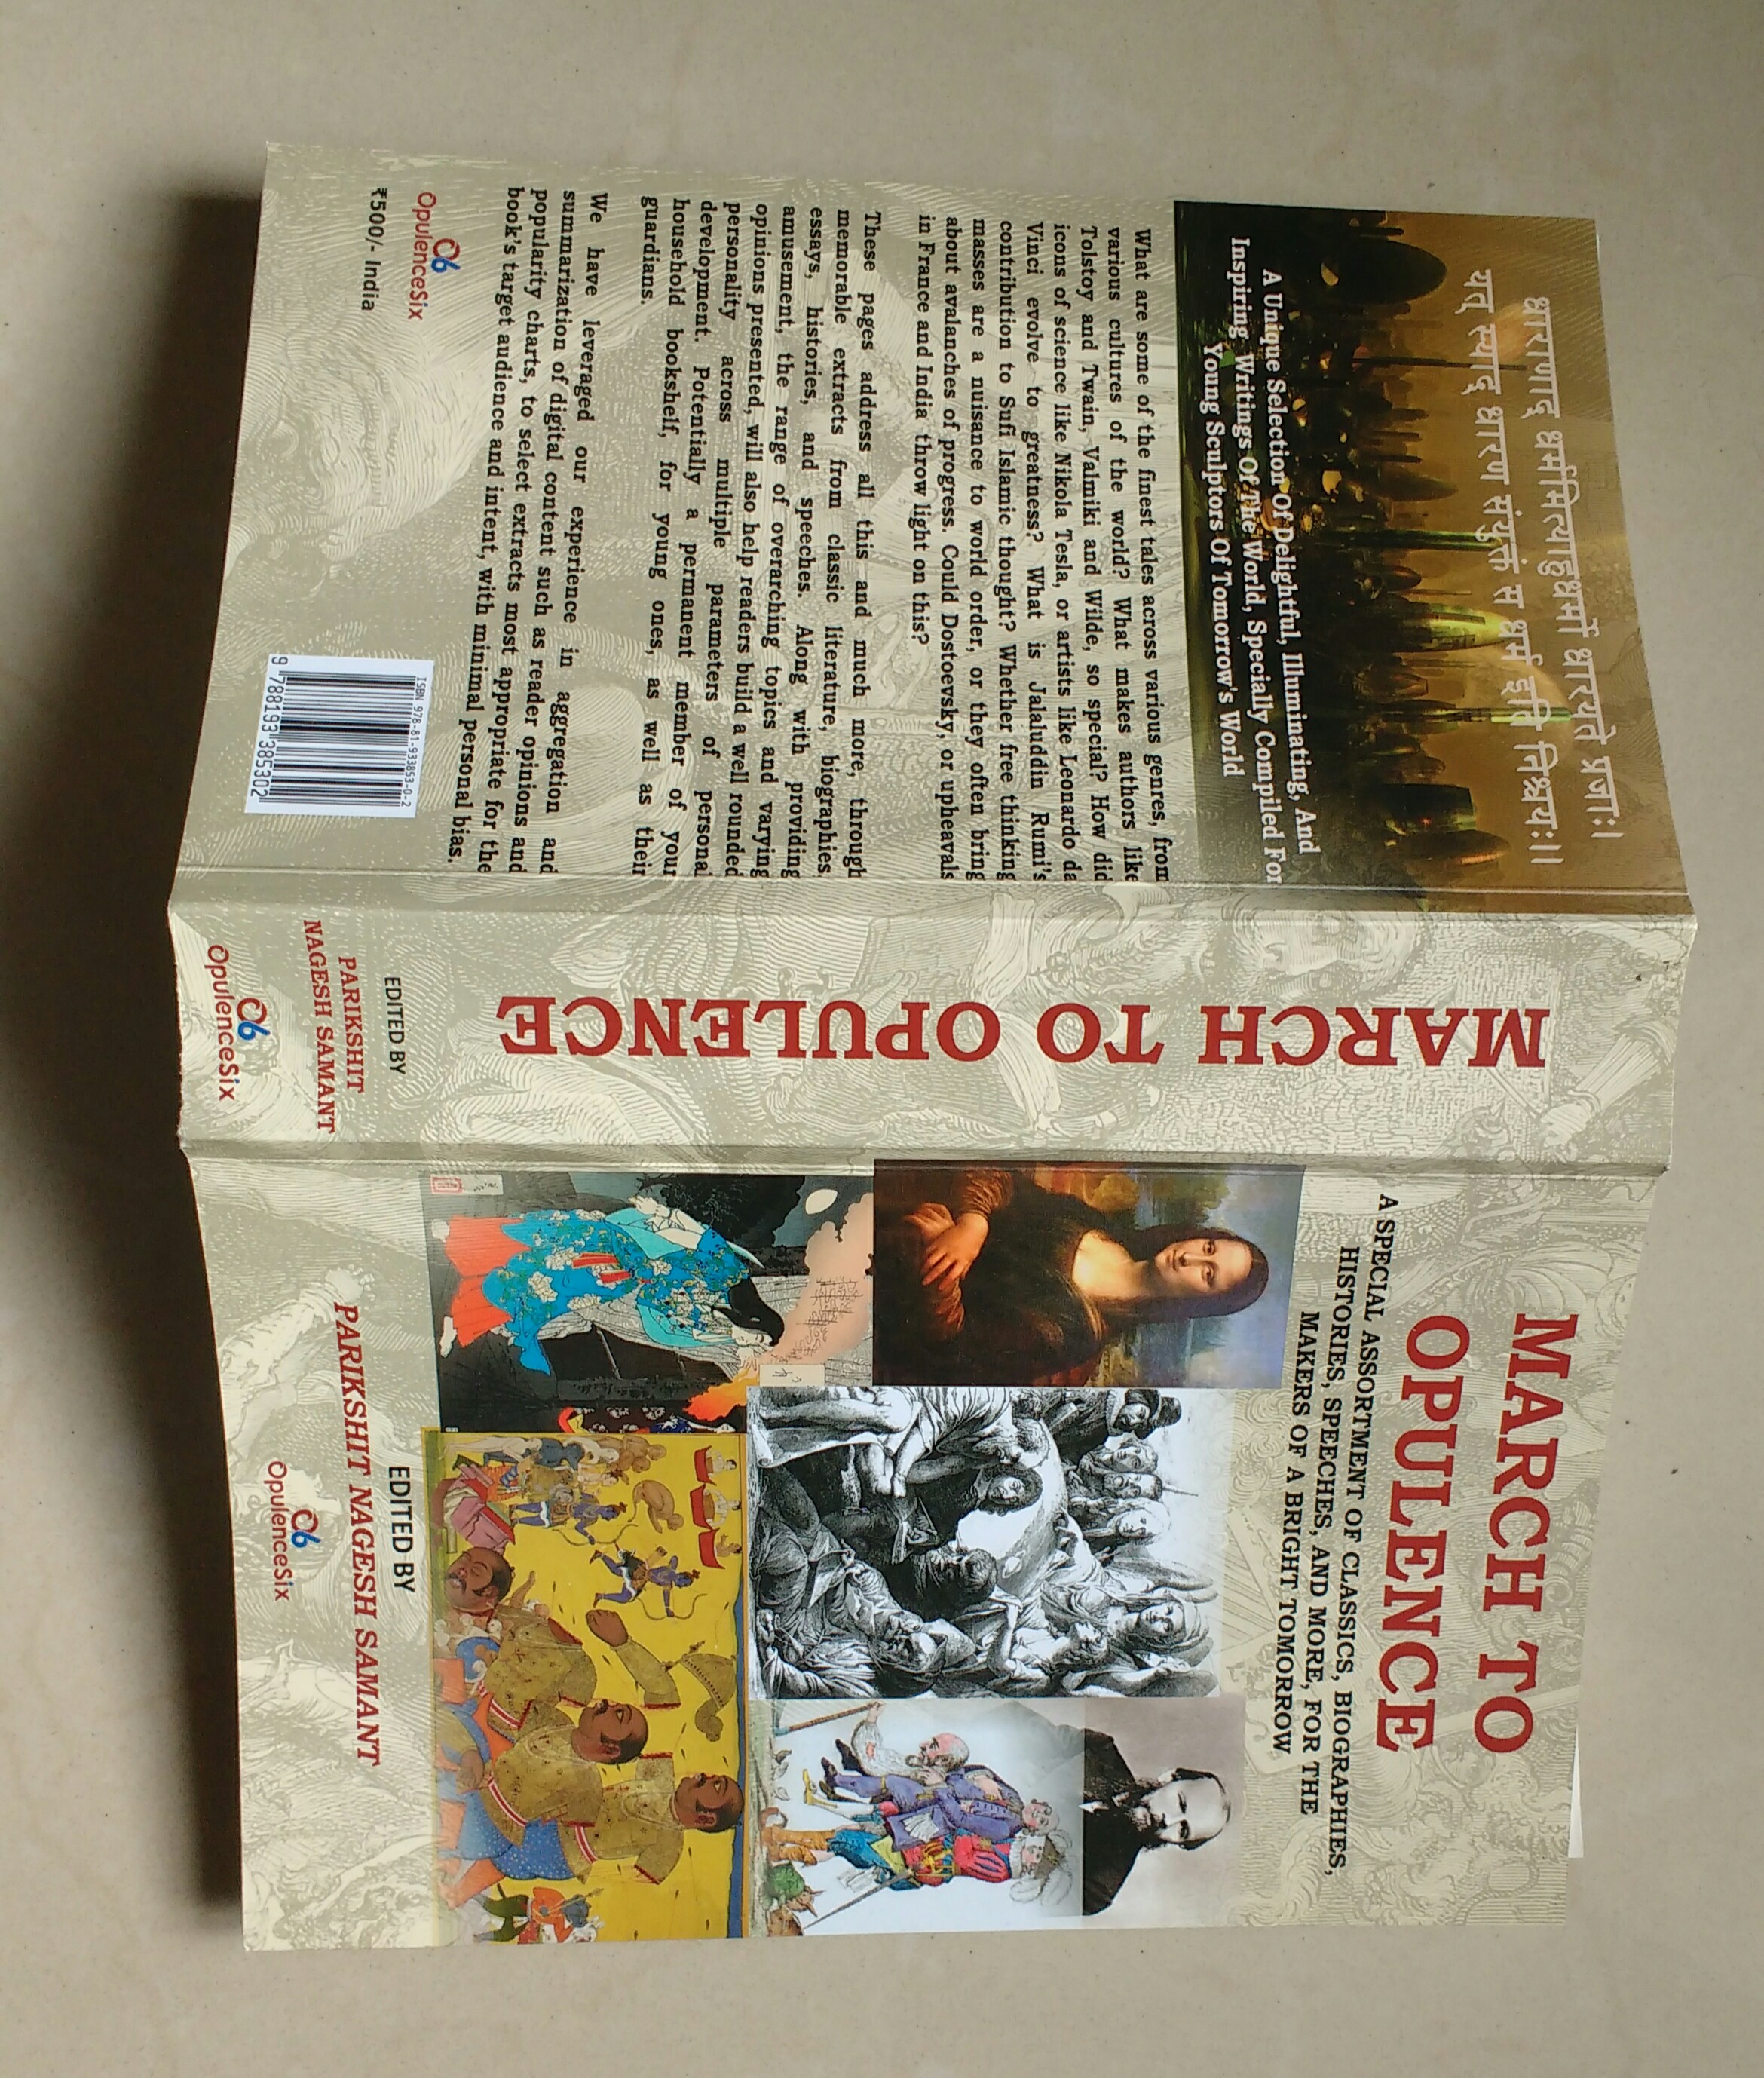 धारणाद् धर्ममित्याहुधर्मो धारयते प्रजाः।
यत् स्याद् धारण संयुक्तं स धर्म इति निश्चयः।।
A Unique Selection Of Delightful, Illuminating, And
Inspiring Writings Of The World, Specially Compiled For
Young Sculptors Of Tomorrow's World
What are some of the finest tales across various genres, from
various cultures of the world? What makes authors like
Tolstoy and Twain, Valmiki and Wilde, so special? How did
icons of science like Nikola Tesla, or artists like Leonardo da
Vinci evolve to greatness? What is Jalaluddin Rumi's
contribution to Sufi Islamic thought? Whether free thinking
masses are a nuisance to world order, or they often bring
about avalanches of progress. Could Dostoevsky, or upheavals
in France and India throw light on this?
These pages address all this and much more, through
memorable extracts from classic literature, biographies,
essays, histories, and speeches. Along with providing
amusement, the range of overarching topics and varying
opinions presented, will also help readers build a well rounded
personality across multiple parameters of personal
development. Potentially a permanent member of your
household bookshelf, for young ones, as well as their
guardians.
We have leveraged our experience in aggregation and
summarization of digital content such as reader opinions and
popularity charts, to select extracts most appropriate for the
book's target audience and intent, with minimal personal bias.
OpulenceSix
₹500/- India
ISBN 978-81-933853-0-2
9 788193 385302
MARCH TO OPULENCE
EDITED BY
PARIKSHIT
NAGESH SAMANT
OpulenceSix
MARCH TO
OPULENCE
A SPECIAL ASSORTMENT OF CLASSICS, BIOGRAPHIES,
HISTORIES, SPEECHES, AND MORE, FOR THE
MAKERS OF A BRIGHT TOMORROW
EDITED BY
PARIKSHIT NAGESH SAMANT
OpulenceSix